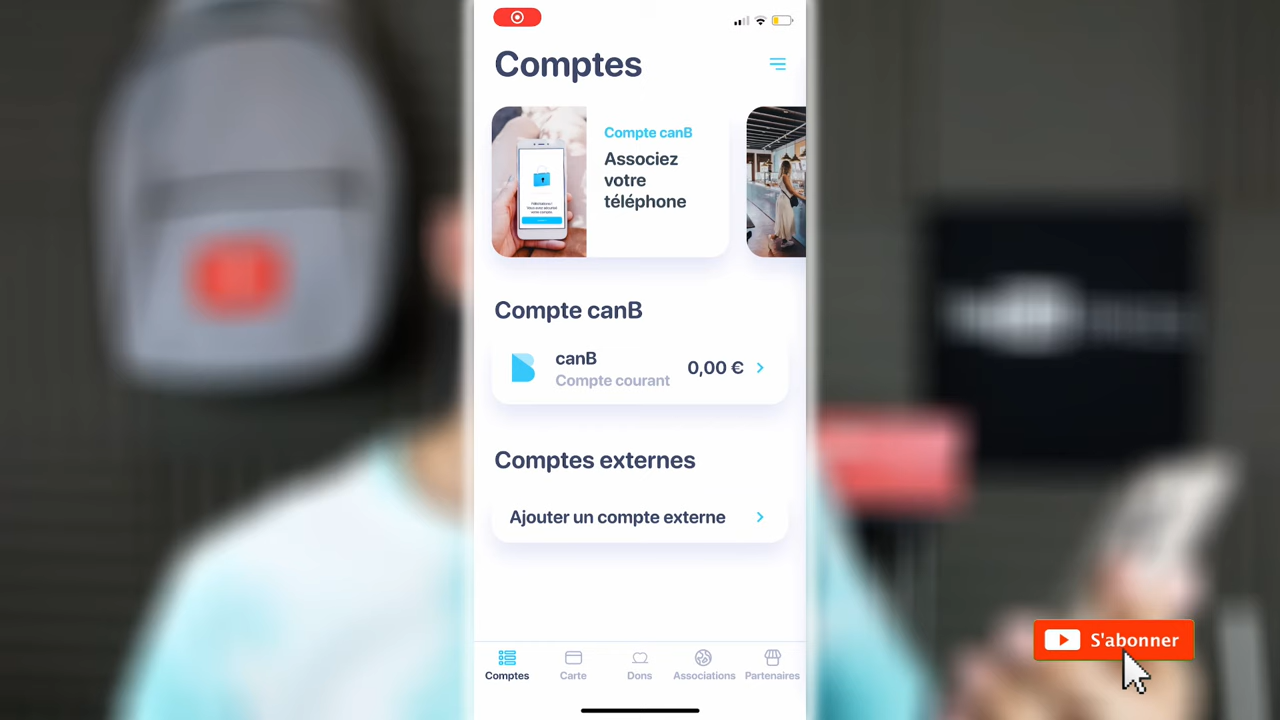 Comptes
Compte canB
Associez
votre
téléphone
Compte canB
canB
Compte courant
0,00 €
Comptes externes
Ajouter un compte externe
Comptes
Carte
Dons
Associations
Partenaires
S'abonner